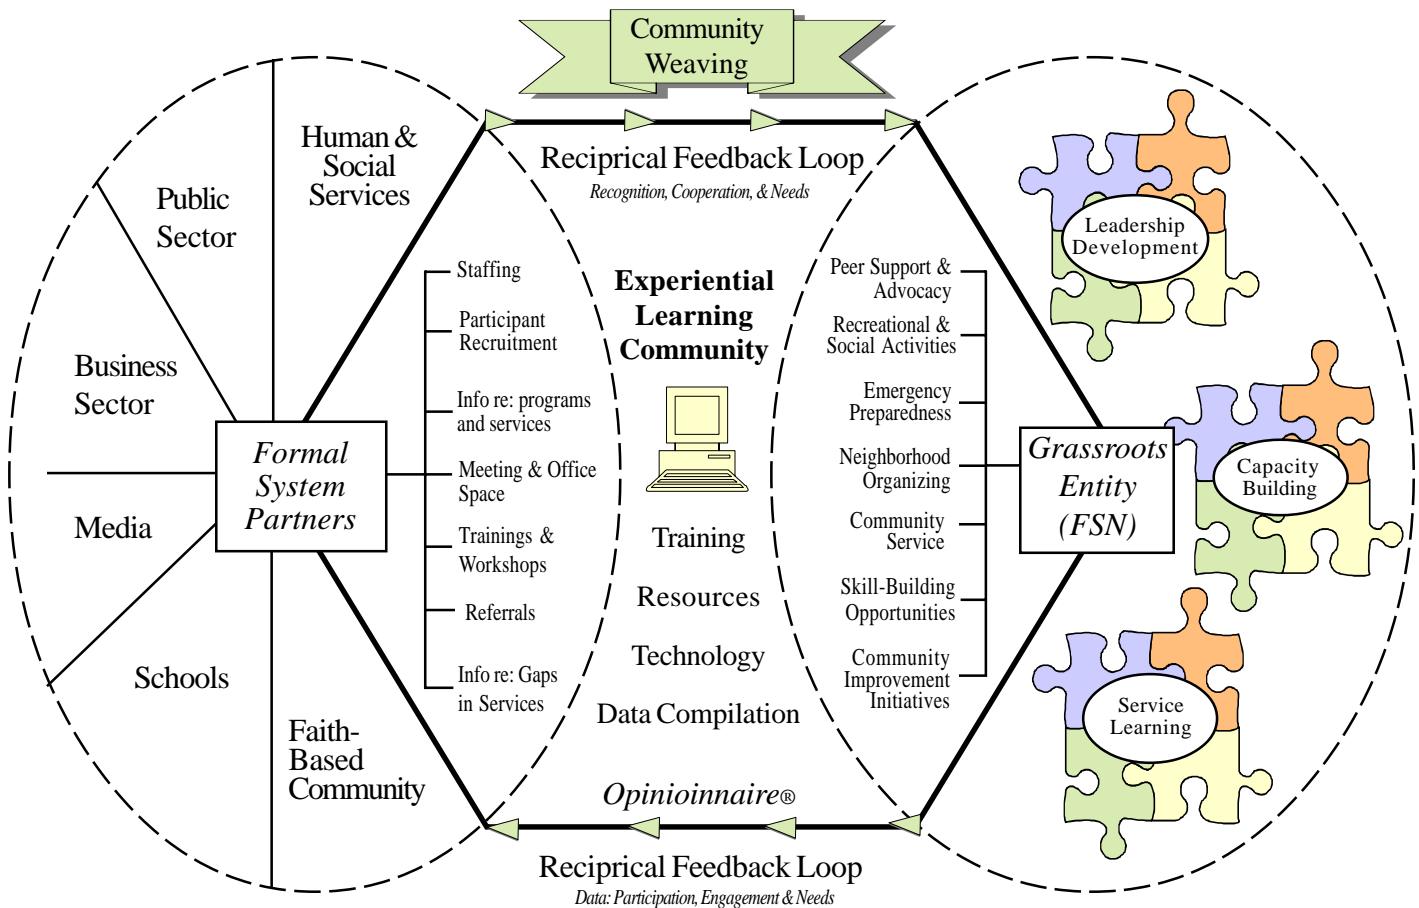 Community
Weaving
Reciprical Feedback Loop
Recognition, Cooperation, & Needs
Human &
Social
Services
Public
Sector
Business
Sector
Media
Schools
Faith-
Based
Community
Formal
System
Partners
Staffing
Participant
Recruitment
Info re: programs
and services
Meeting & Office
Space
Trainings &
Workshops
Referrals
Info re: Gaps
in Services
Experiential
Learning
Community
Training
Resources
Technology
Data Compilation
Opinioinnaire®
Reciprical Feedback Loop
Data: Participation, Engagement & Needs
Peer Support &
Advocacy
Recreational &
Social Activities
Emergency
Preparedness
Neighborhood
Organizing
Community
Service
Skill-Building
Opportunities
Community
Improvement
Initiatives
Grassroots
Entity
(FSN)
Leadership
Development
Capacity
Building
Service
Learning